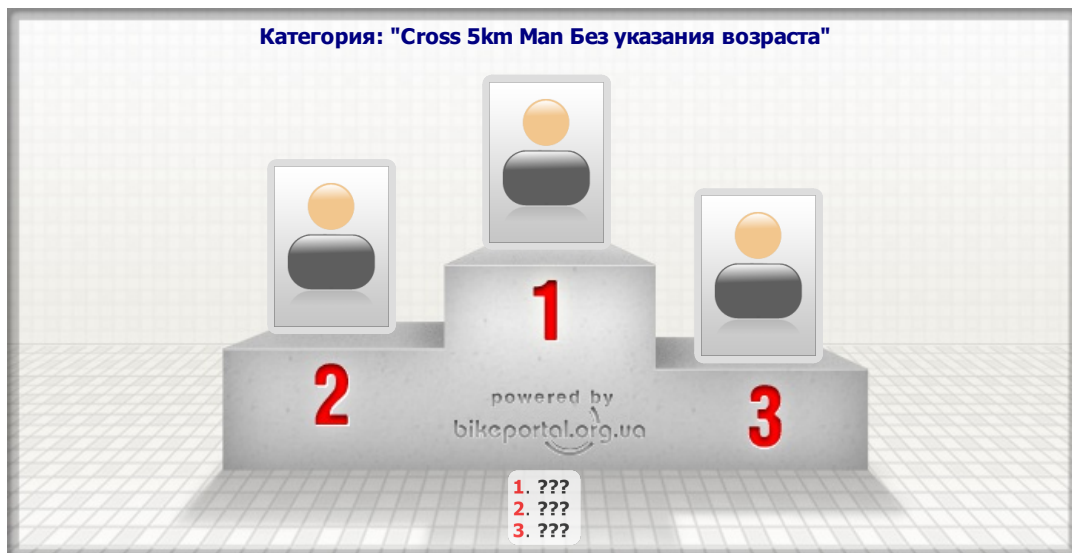 Категория: "Cross 5km Man Без указания возраста"
1
2
3
powered by
bikeportal.org.ua
1. ???
2. ???
3. ???